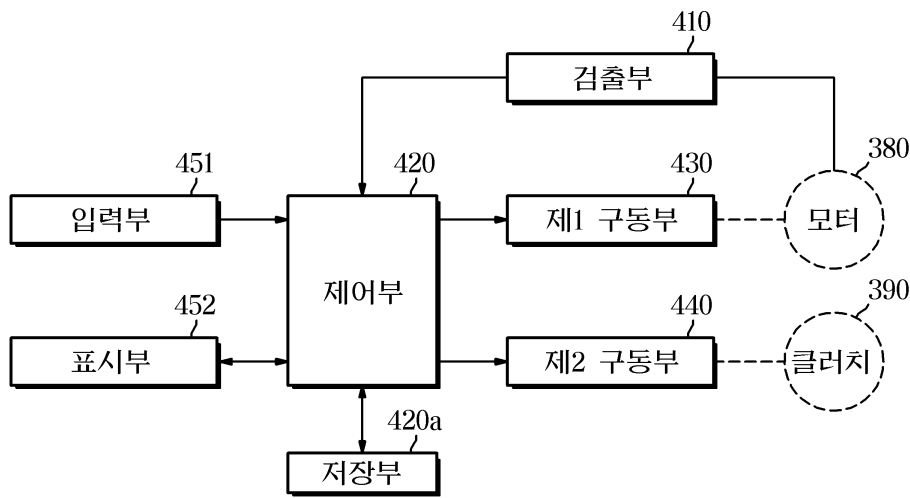 410
검출부
451
입력부
420
제어부
430
제1 구동부
380
모터
452
표시부
440
제2 구동부
390
클러치
420a
저장부